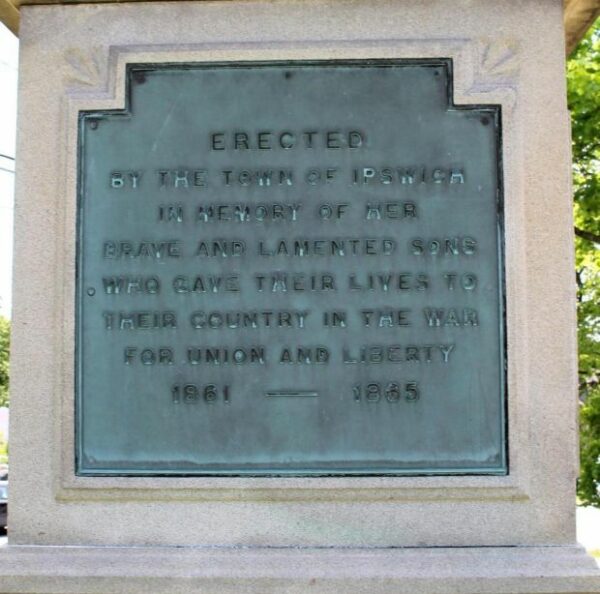 ERECTED
BY THE TOWN OF IPSWICH
IN MEMORY OF HER
BRAVE AND LAMENTED SONS
WHO GAVE THEIR LIVES TO
THEIR COUNTRY IN THE WAR
FOR UNION AND LIBERTY
1861 — 1865